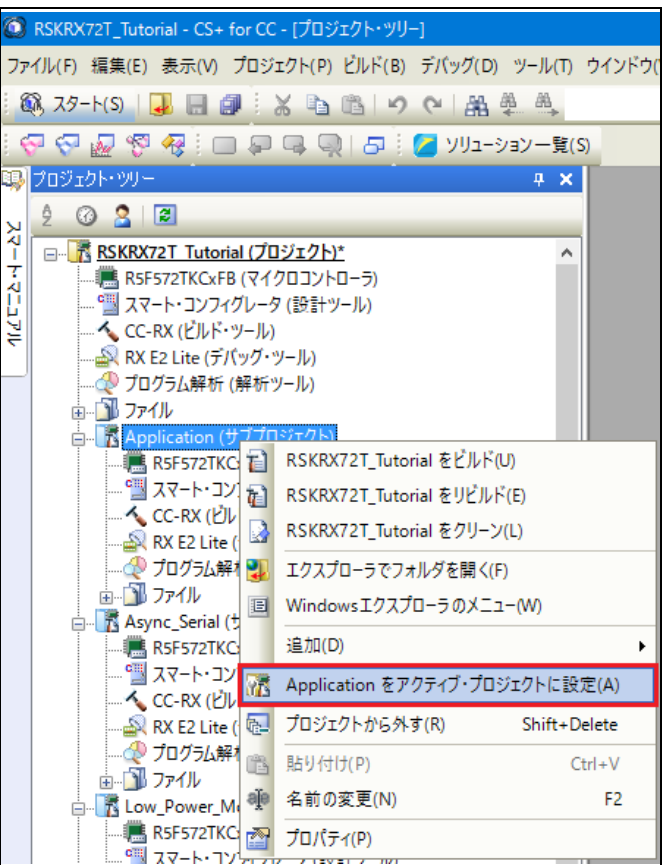 RSKRX72T_Tutorial - CS+ for CC - [プロジェクト・ツリー]
ファイル(F) 編集(E) 表示(V) プロジェクト(P) ビルド(B) デバッグ(D) ツール(T) ウインドウ(
スタート(S)
ソリューション一覧(S)
スマート・マニュアル
プロジェクト・ツリー
RSKRX72T_Tutorial (プロジェクト)*
R5F572TKCxFB (マイクロコントローラ)
スマート・コンフィグレータ (設計ツール)
CC-RX (ビルド・ツール)
RX E2 Lite (デバッグ・ツール)
プログラム解析 (解析ツール)
ファイル
Application (サブプロジェクト)
R5F572TKC
スマート・コン
CC-RX (ビル
RX E2 Lite (
プログラム解
ファイル
Async_Serial (サ
R5F572TKC
スマート・コン
CC-RX (ビル
RX E2 Lite (
プログラム解
ファイル
Low_Power_M
R5F572TKC
RSKRX72T_Tutorial をビルド(U)
RSKRX72T_Tutorial をリビルド(E)
RSKRX72T_Tutorial をクリーン(L)
エクスプローラでフォルダを開く(F)
Windowsエクスプローラのメニュー(W)
追加(D)
Application をアクティブ・プロジェクトに設定(A)
プロジェクトから外す(R) Shift+Delete
貼り付け(P) Ctrl+V
名前の変更(N) F2
プロパティ(P)